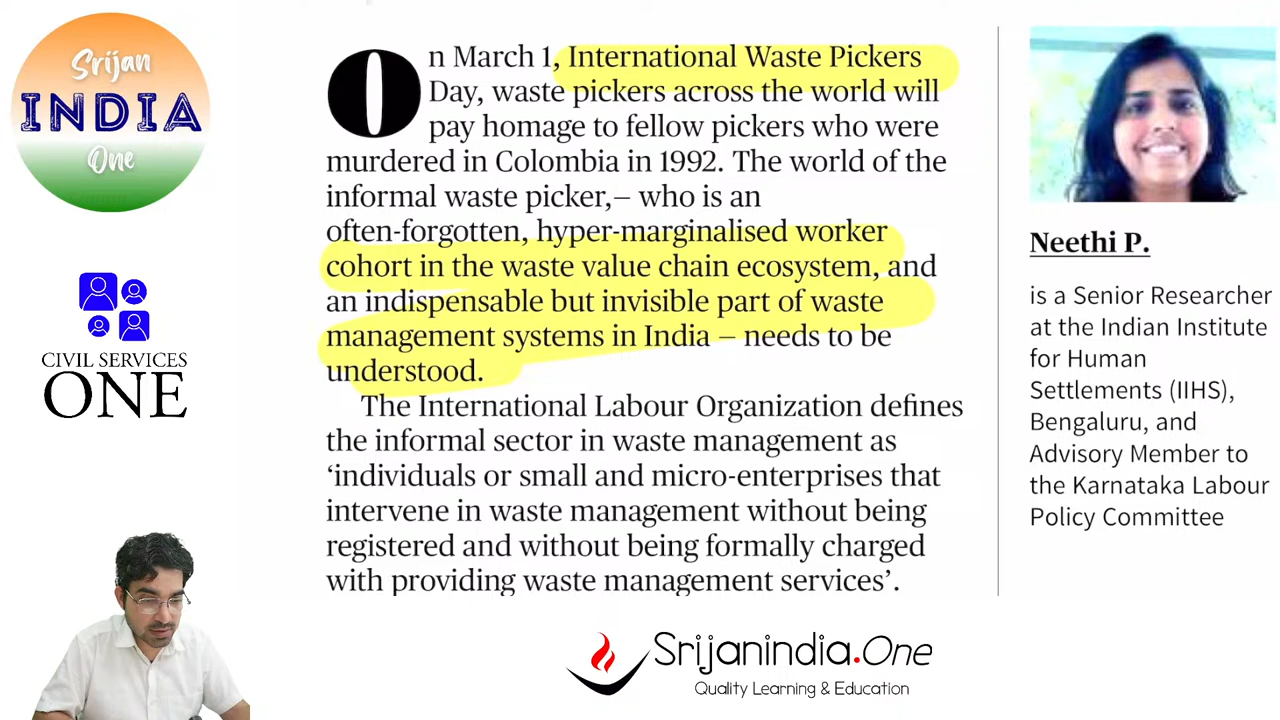 Srijan
INDIA
One
CIVIL SERVICES
ONE
On March 1, International Waste Pickers
Day, waste pickers across the world will
pay homage to fellow pickers who were
murdered in Colombia in 1992. The world of the
informal waste picker,— who is an
often-forgotten, hyper-marginalised worker
cohort in the waste value chain ecosystem, and
an indispensable but invisible part of waste
management systems in India — needs to be
understood.
The International Labour Organization defines
the informal sector in waste management as
‘individuals or small and micro-enterprises that
intervene in waste management without being
registered and without being formally charged
with providing waste management services’.
Neethi P.
is a Senior Researcher
at the Indian Institute
for Human
Settlements (IIHS),
Bengaluru, and
Advisory Member to
the Karnataka Labour
Policy Committee
Srijanindia.One
Quality Learning & Education